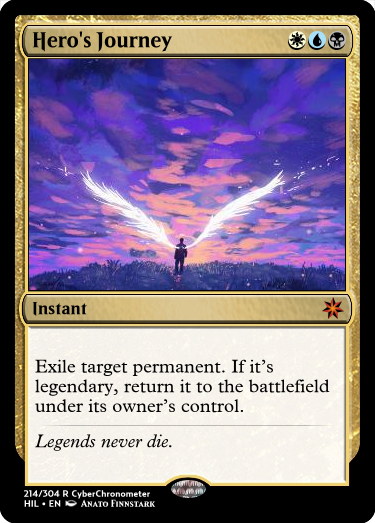 Hero's Journey
Instant
Exile target permanent. If it's
legendary, return it to the battlefield
under its owner's control.
Legends never die.
214/304 R CyberChronometer
HIL • EN Anato Finnstark